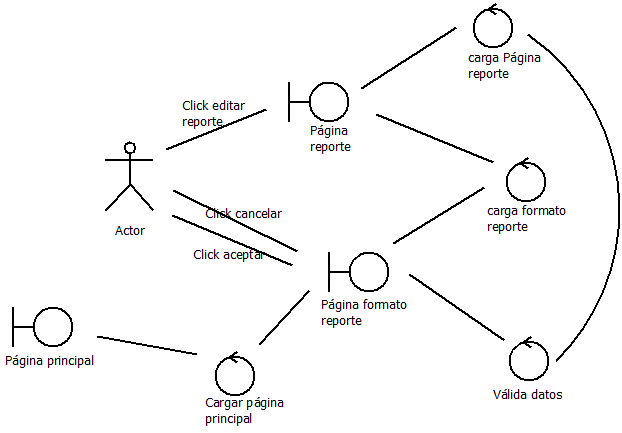 carga Página
reporte
Click editar
reporte
Página
reporte
carga formato
reporte
Actor
Click cancelar
Click aceptar
Página formato
reporte
Página principal
Cargar página
principal
Válida datos